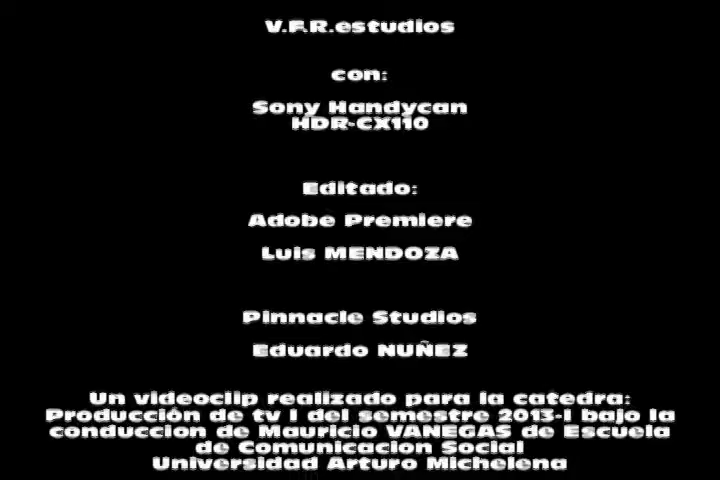 V.F.R.estudios
con:
Sony Handycan
HDR-CX110
Editado:
Adobe Premiere
Luis MENDOZA
Pinnacle Studios
Eduardo NUÑEZ
Un videoclip realizado para la catedra:
Producción de tv I del semestre 2013-I bajo la
conduccion de Mauricio VANEGAS de Escuela
de Comunicacion Social
Universidad Arturo Michelena